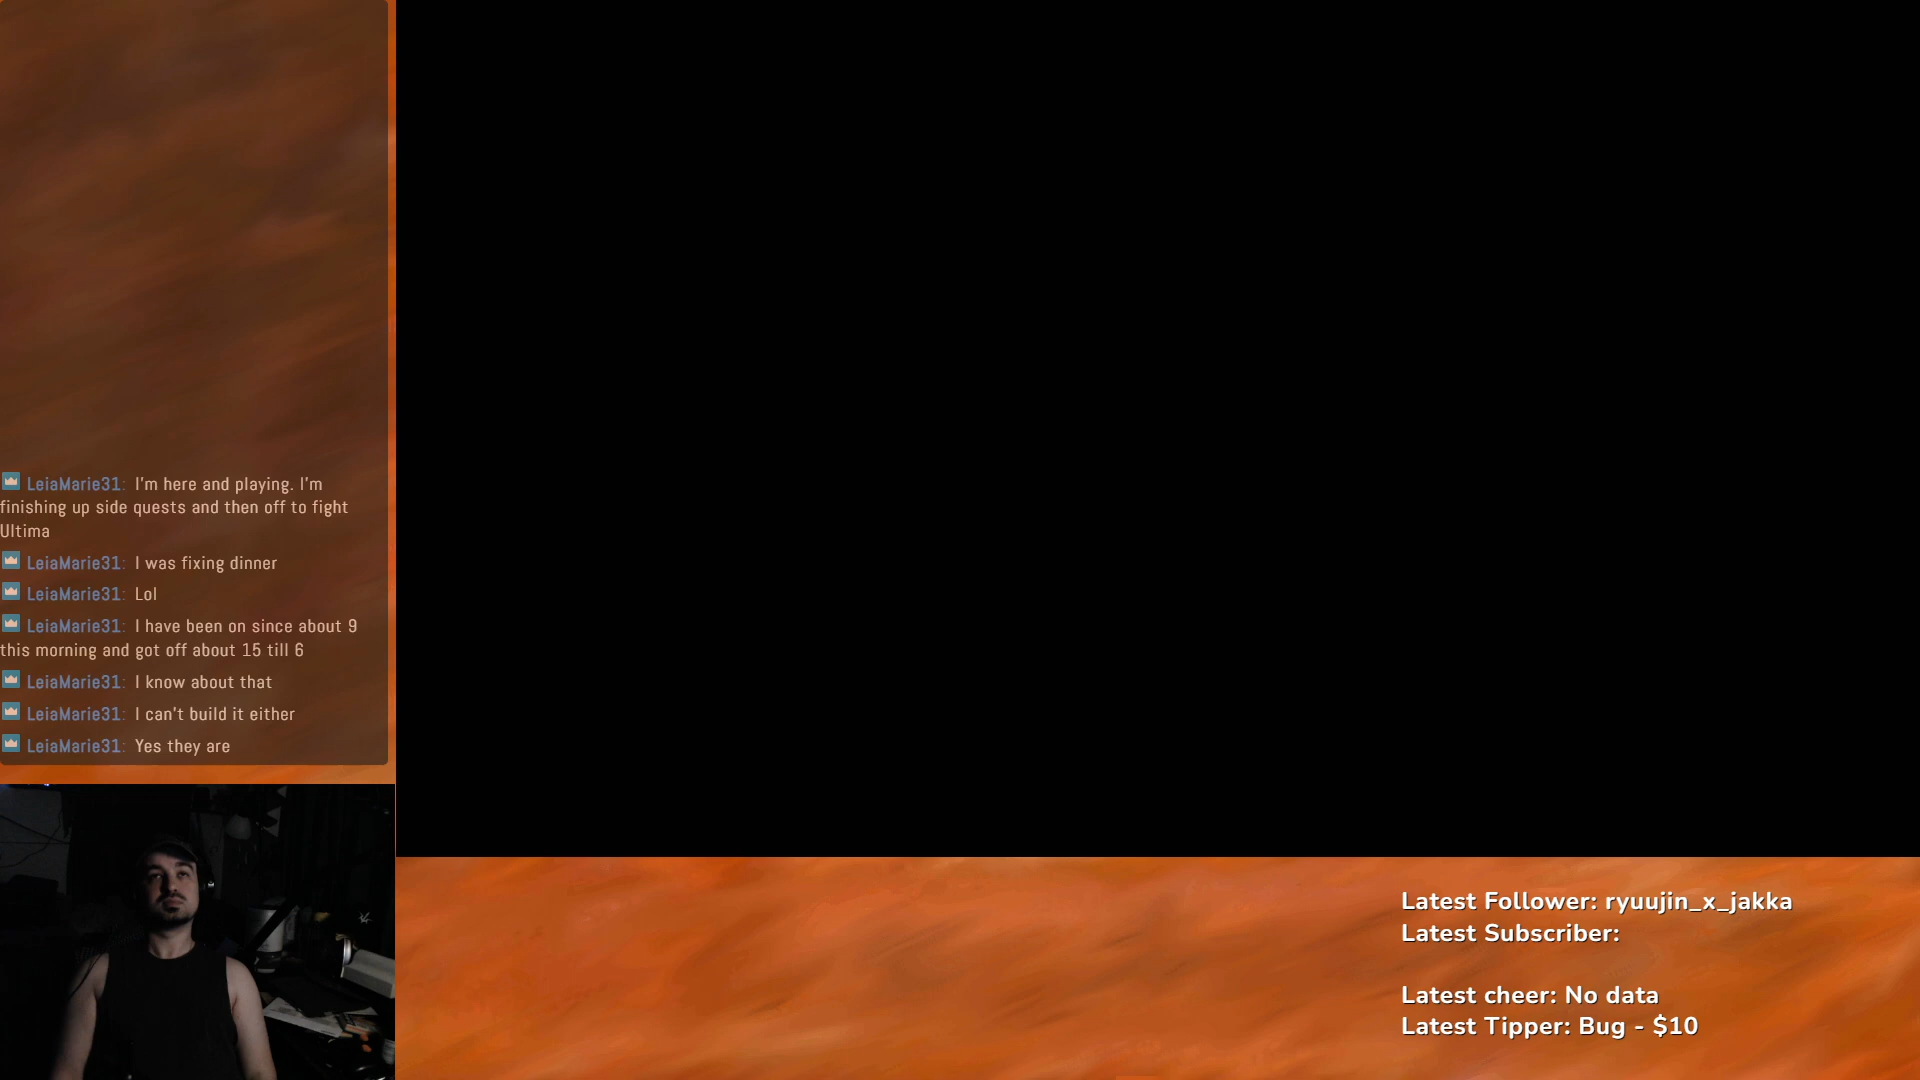 LeiaMarie31: I'm here and playing. I'm
finishing up side quests and then off to fight
Ultima
LeiaMarie31: I was fixing dinner
LeiaMarie31: Lol
LeiaMarie31: I have been on since about 9
this morning and got off about 15 till 6
LeiaMarie31: I know about that
LeiaMarie31: I can't build it either
LeiaMarie31: Yes they are
Latest Follower: ryuujin_x_jakka
Latest Subscriber:
Latest cheer: No data
Latest Tipper: Bug - $10